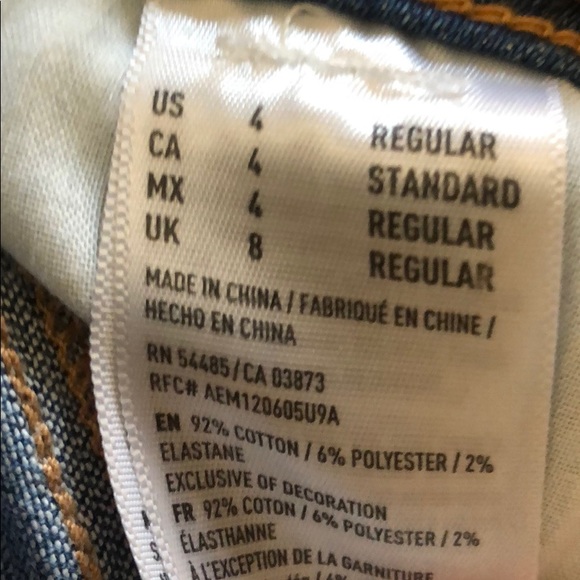 US 4 REGULAR
CA 4 STANDARD
MX 4 REGULAR
UK 8 REGULAR
MADE IN CHINA / FABRIQUÉ EN CHINE /
HECHO EN CHINA
RN 54485 / CA 03873
RFC# AEM120605U9A
EN 92% COTTON / 6% POLYESTER / 2%
ELASTANE
EXCLUSIVE OF DECORATION
FR 92% COTON / 6% POLYESTER / 2%
ÉLASTHANNE
À L'EXCEPTION DE LA GARNITURE